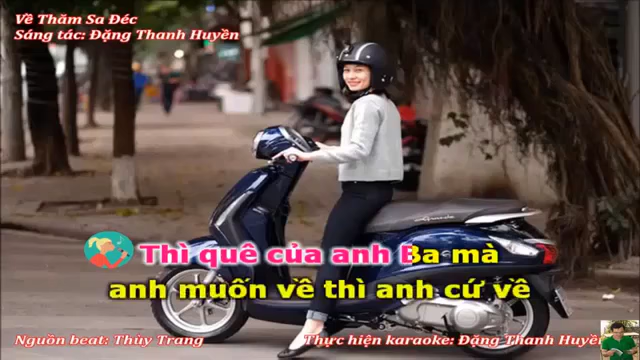 Về Thăm Sa Đéc
Sáng tác: Đặng Thanh Huyền
Thì quê của anh Ba mà
anh muốn về thì anh cứ về
Nguồn beat: Thùy Trang
Thực hiện karaoke: Đặng Thanh Huyền